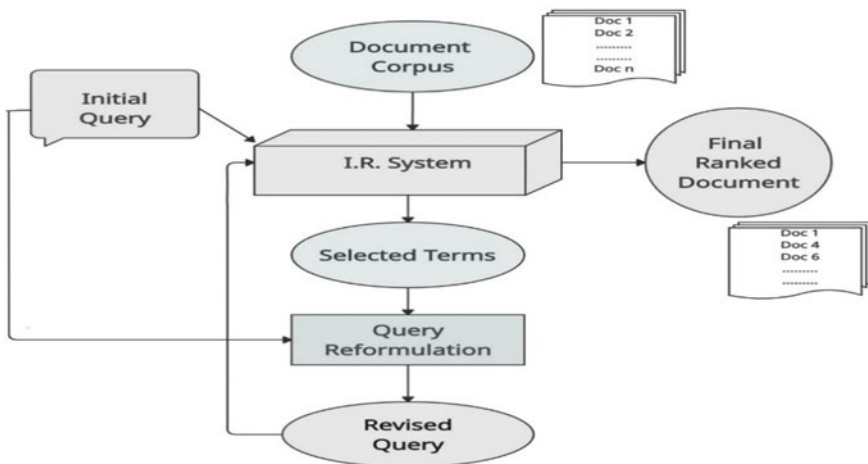 Document
Corpus
Doc 1
Doc 2
.........
.........
Doc n
Initial
Query
I.R. System
Final
Ranked
Document
Selected Terms
Doc 1
Doc 4
Doc 6
.........
.........
Query
Reformulation
Revised
Query